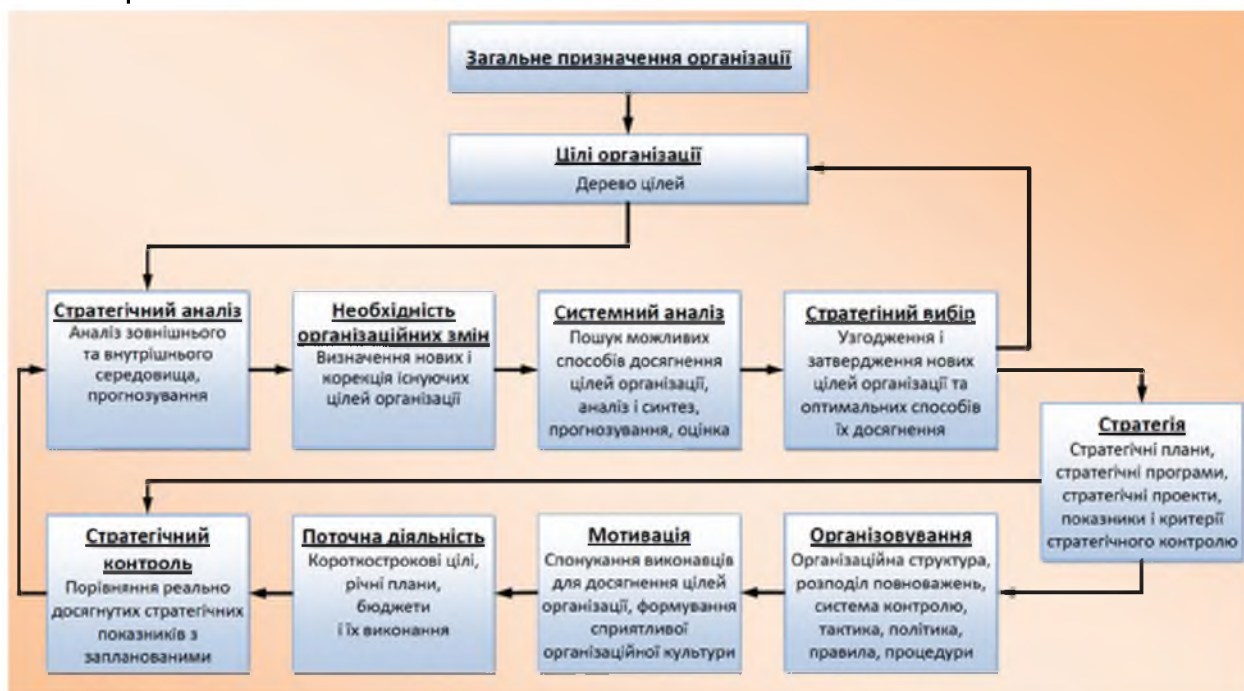 Загальне призначення організації
Цілі організації
Дерево цілей
Стратегічний аналіз
Аналіз зовнішнього
та внутрішнього
середовища,
прогнозування
Необхідність
організаційних змін
Визначення нових і
корекція існуючих
цілей організації
Системний аналіз
Пошук можливих
способів досягнення
цілей організації,
аналіз і синтез,
прогнозування, оцінка
Стратегіний вибір
Узгодження і
затвердження нових
цілей організації та
оптимальних способів
їх досягнення
Стратегія
Стратегічні плани,
стратегічні програми,
стратегічні проекти,
показники і критерії
стратегічного контролю
Стратегічний
контроль
Порівняння реально
досягнутих стратегічних
показників з
запланованими
Поточна діяльність
Короткострокові цілі,
річні плани,
бюджети
і їх виконання
Мотивація
Спонукання виконавців
для досягнення цілей
організації, формування
сприятливої
організаційної культури
Організовування
Організаційна структура,
розподіл повноважень,
система контролю,
тактика, політика,
правила, процедури